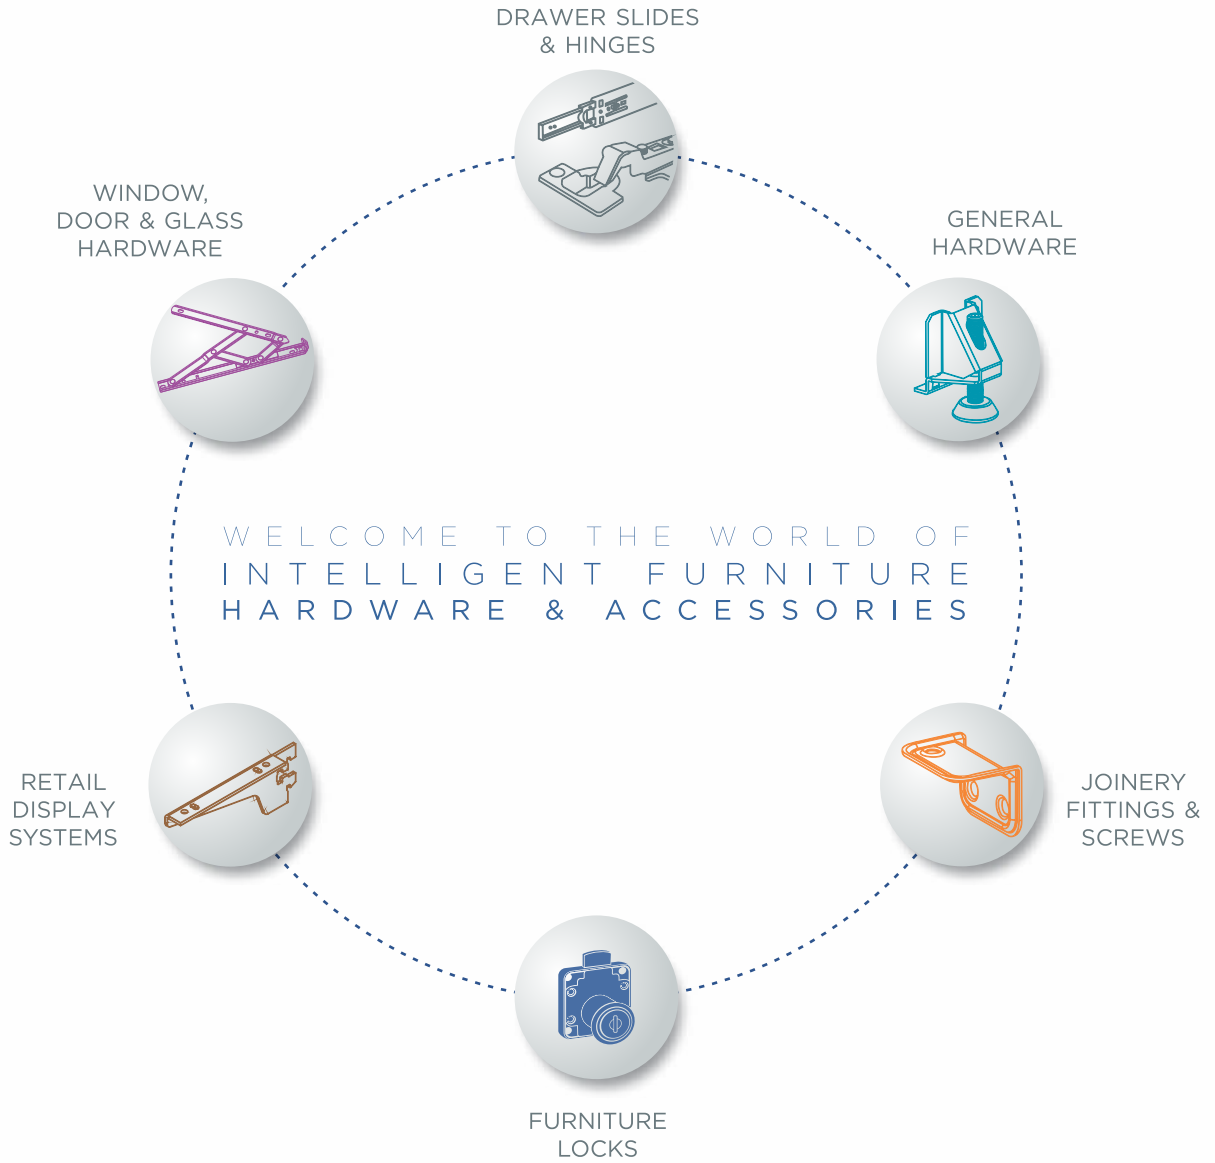 DRAWER SLIDES
& HINGES
WINDOW,
DOOR & GLASS
HARDWARE
GENERAL
HARDWARE
WELCOME TO THE WORLD OF
INTELLIGENT FURNITURE
HARDWARE & ACCESSORIES
RETAIL
DISPLAY
SYSTEMS
JOINERY
FITTINGS &
SCREWS
FURNITURE
LOCKS